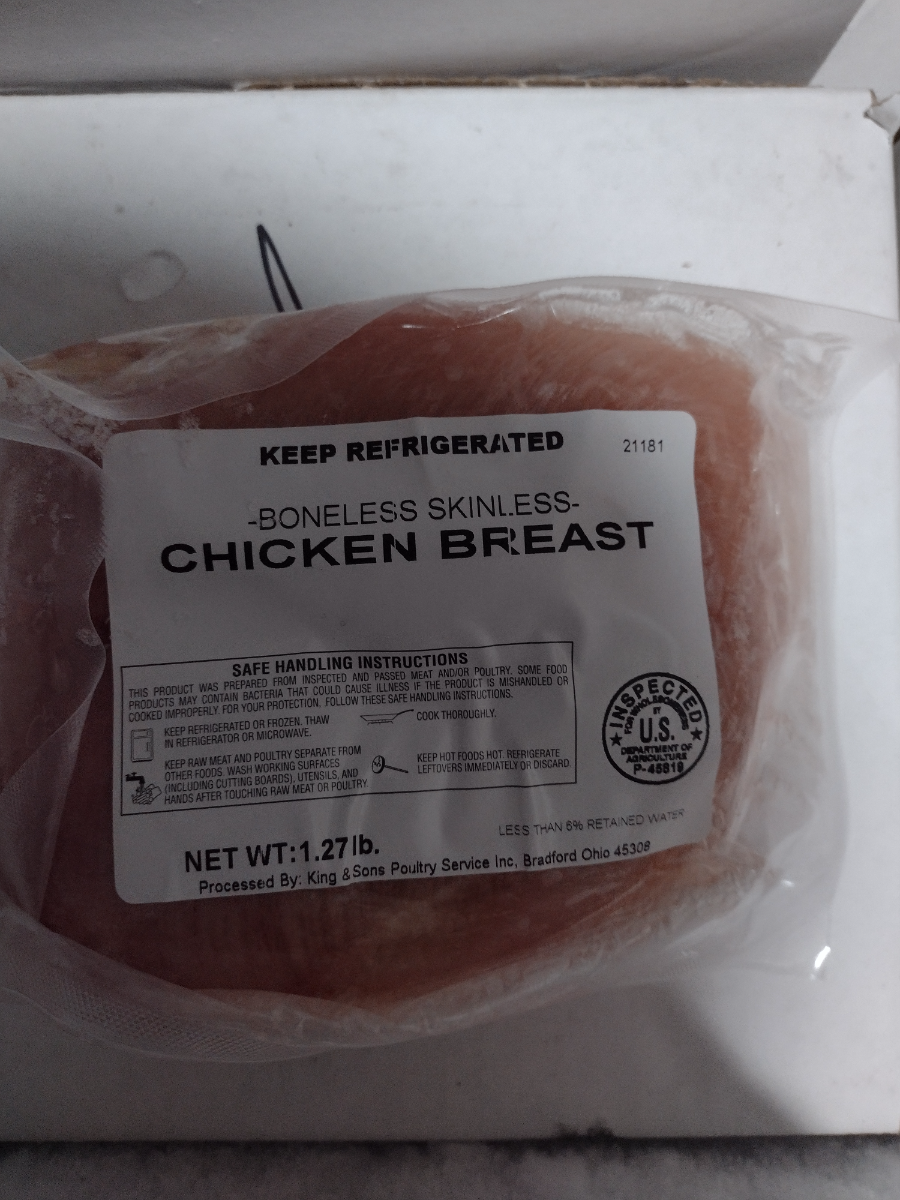 KEEP REFRIGERATED
21181
-BONELESS SKINLESS-
CHICKEN BREAST
SAFE HANDLING INSTRUCTIONS
THIS PRODUCT WAS PREPARED FROM INSPECTED AND PASSED MEAT AND/OR POULTRY. SOME FOOD
PRODUCTS MAY CONTAIN BACTERIA THAT COULD CAUSE ILLNESS IF THE PRODUCT IS MISHANDLED OR
COOKED IMPROPERLY. FOR YOUR PROTECTION, FOLLOW THESE SAFE HANDLING INSTRUCTIONS.
KEEP REFRIGERATED OR FROZEN. THAW
IN REFRIGERATOR OR MICROWAVE.
COOK THOROUGHLY.
KEEP RAW MEAT AND POULTRY SEPARATE FROM
OTHER FOODS. WASH WORKING SURFACES
(INCLUDING CUTTING BOARDS), UTENSILS, AND
HANDS AFTER TOUCHING RAW MEAT OR POULTRY.
KEEP HOT FOODS HOT. REFRIGERATE
LEFTOVERS IMMEDIATELY OR DISCARD.
INSPECTED
FOR WHOLESOMENESS
BY
U.S.
DEPARTMENT OF
AGRICULTURE
P-45819
LESS THAN 6% RETAINED WATER
NET WT:1.27lb.
Processed By: King & Sons Poultry Service Inc, Bradford Ohio 45308